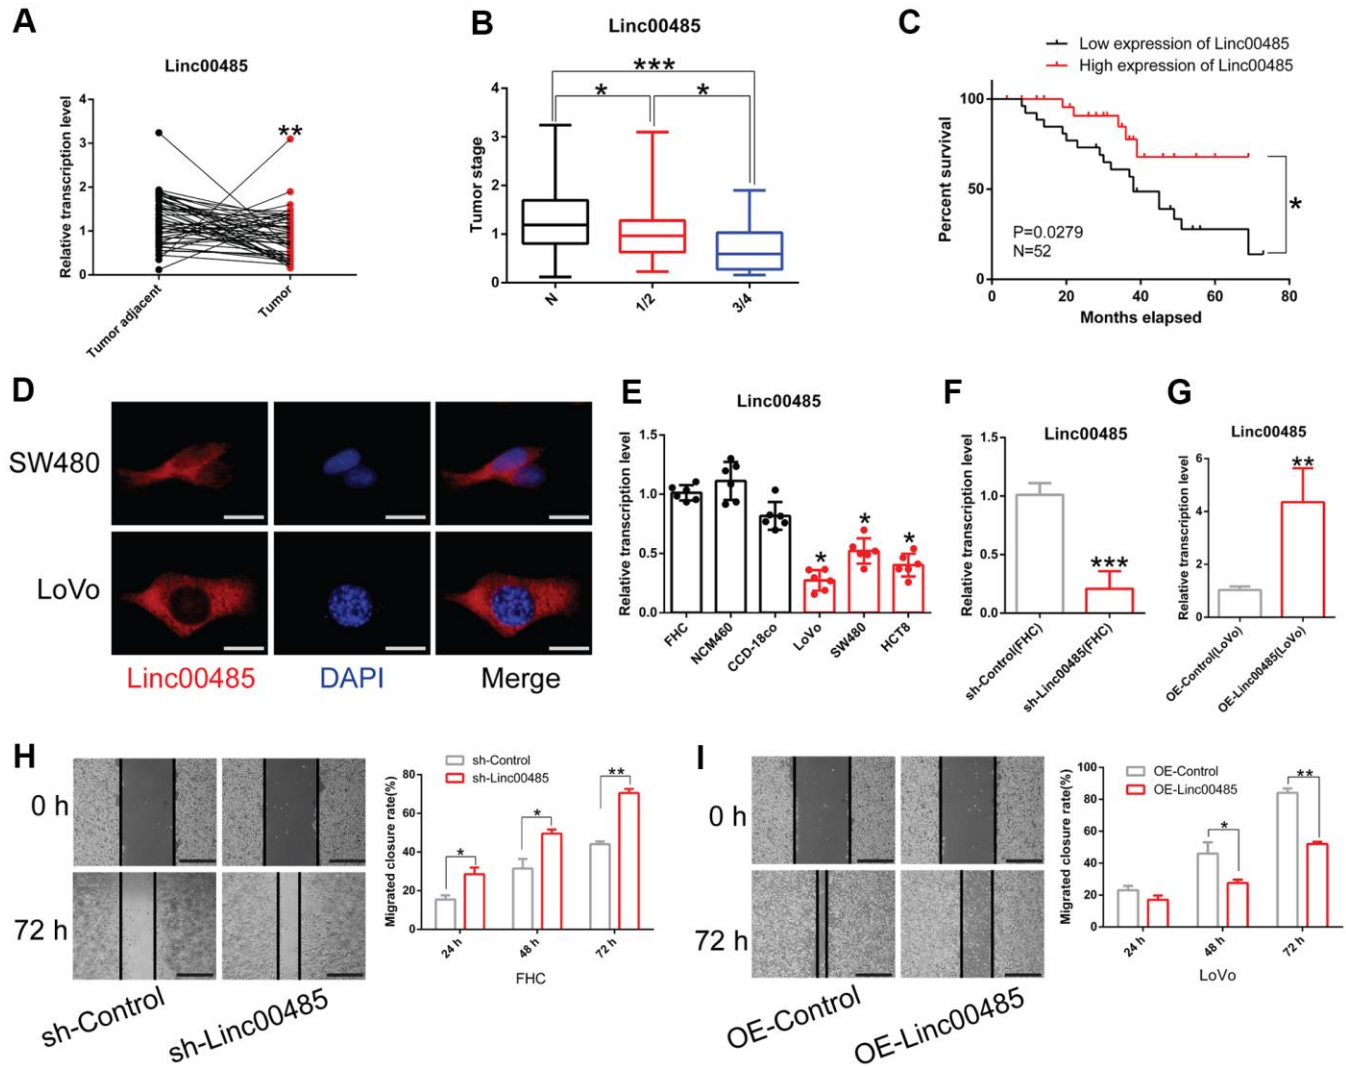 A
Linc00485
Relative transcription level
4
3
2
1
0
**
Tumor adjacent
Tumor
B
Linc00485
Tumor stage
4
3
2
1
0
***
*
*
N
1/2
3/4
C
Low expression of Linc00485
High expression of Linc00485
Percent survival
100
50
0
*
P=0.0279
N=52
0
20
40
60
80
Months elapsed
D
SW480
LoVo
Linc00485
DAPI
Merge
E
Linc00485
Relative transcription level
1.5
1.0
0.5
0.0
*
*
*
FHC
NCM460
CCD-18co
LoVo
SW480
HCT8
F
Linc00485
Relative transcription level
1.5
1.0
0.5
0.0
***
sh-Control(FHC)
sh-Linc00485(FHC)
G
Linc00485
Relative transcription level
6
4
2
0
**
OE-Control(LoVo)
OE-Linc00485(LoVo)
H
0 h
72 h
sh-Control
sh-Linc00485
sh-Control
sh-Linc00485
Migrated closure rate(%)
80
60
40
20
0
*
*
**
24 h
48 h
72 h
FHC
I
0 h
72 h
OE-Control
OE-Linc00485
OE-Control
OE-Linc00485
Migrated closure rate(%)
100
80
60
40
20
0
*
**
24 h
48 h
72 h
LoVo